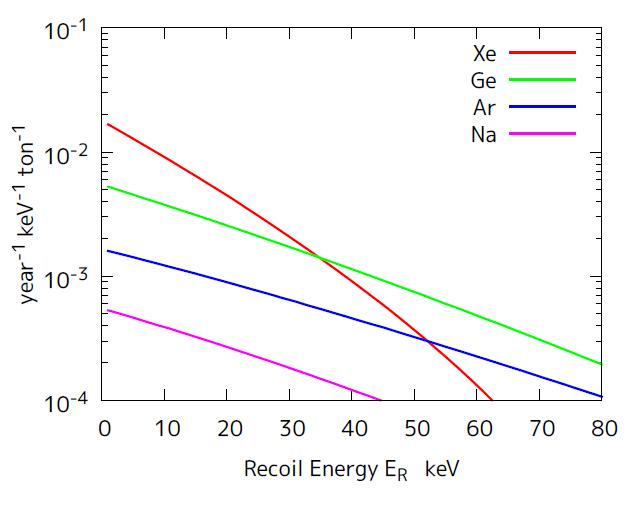 10⁻¹
10⁻²
10⁻³
10⁻⁴
year⁻¹ keV⁻¹ ton⁻¹
Xe
Ge
Ar
Na
0 10 20 30 40 50 60 70 80
Recoil Energy E_R keV